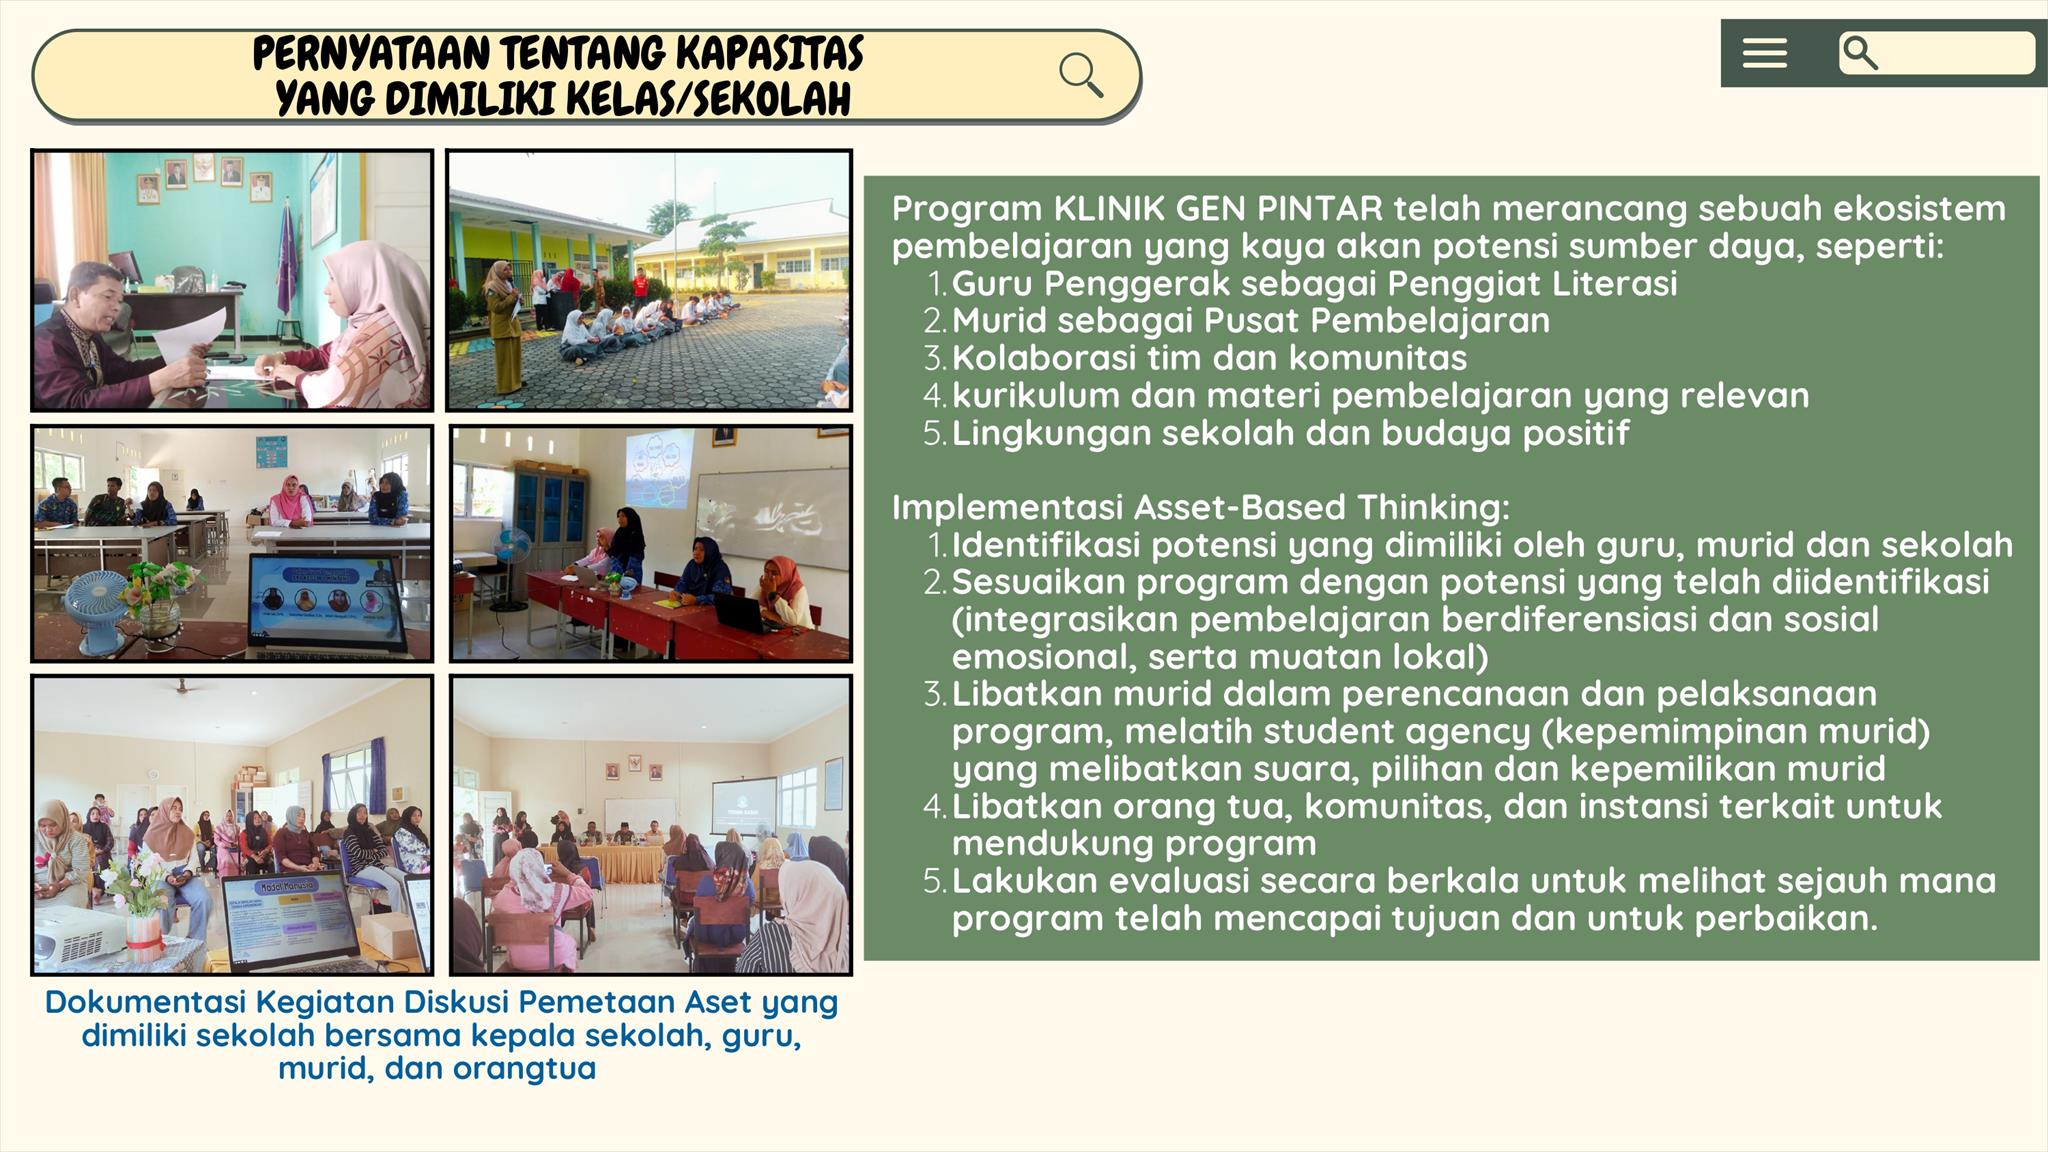 PERNYATAAN TENTANG KAPASITAS
YANG DIMILIKI KELAS/SEKOLAH
Program KLINIK GEN PINTAR telah merancang sebuah ekosistem
pembelajaran yang kaya akan potensi sumber daya, seperti:
1. Guru Penggerak sebagai Penggiat Literasi
2. Murid sebagai Pusat Pembelajaran
3. Kolaborasi tim dan komunitas
4. kurikulum dan materi pembelajaran yang relevan
5. Lingkungan sekolah dan budaya positif
Implementasi Asset-Based Thinking:
1. Identifikasi potensi yang dimiliki oleh guru, murid dan sekolah
2. Sesuaikan program dengan potensi yang telah diidentifikasi
(integrasikan pembelajaran berdiferensiasi dan sosial
emosional, serta muatan lokal)
3. Libatkan murid dalam perencanaan dan pelaksanaan
program, melatih student agency (kepemimpinan murid)
yang melibatkan suara, pilihan dan kepemilikan murid
4. Libatkan orang tua, komunitas, dan instansi terkait untuk
mendukung program
5. Lakukan evaluasi secara berkala untuk melihat sejauh mana
program telah mencapai tujuan dan untuk perbaikan.
Modal Manusia
Dokumentasi Kegiatan Diskusi Pemetaan Aset yang
dimiliki sekolah bersama kepala sekolah, guru,
murid, dan orangtua